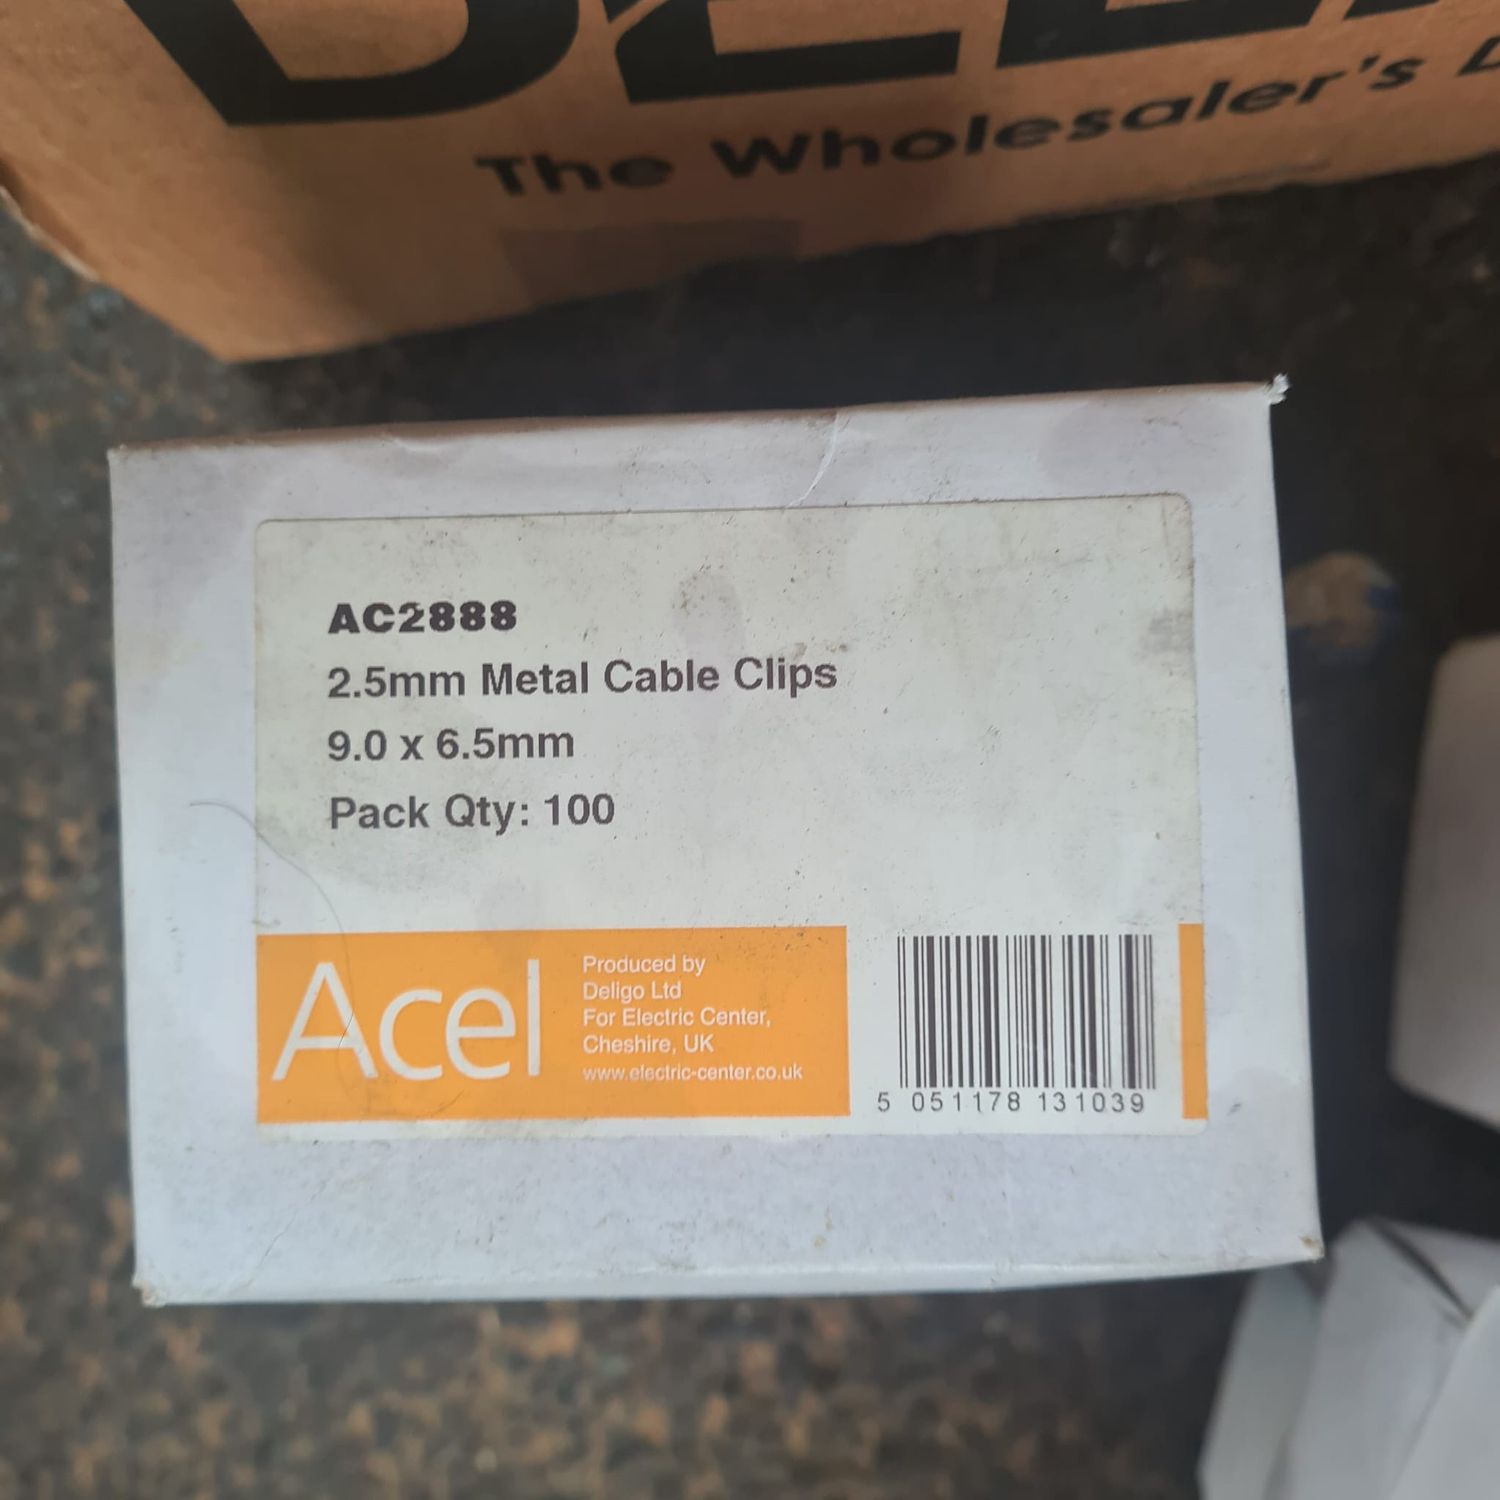 The Wholesaler's
AC2888
2.5mm Metal Cable Clips
9.0 x 6.5mm
Pack Qty: 100
Acel
Produced by
Deligo Ltd
For Electric Center,
Cheshire, UK
www.electric-center.co.uk
5 051178 131039